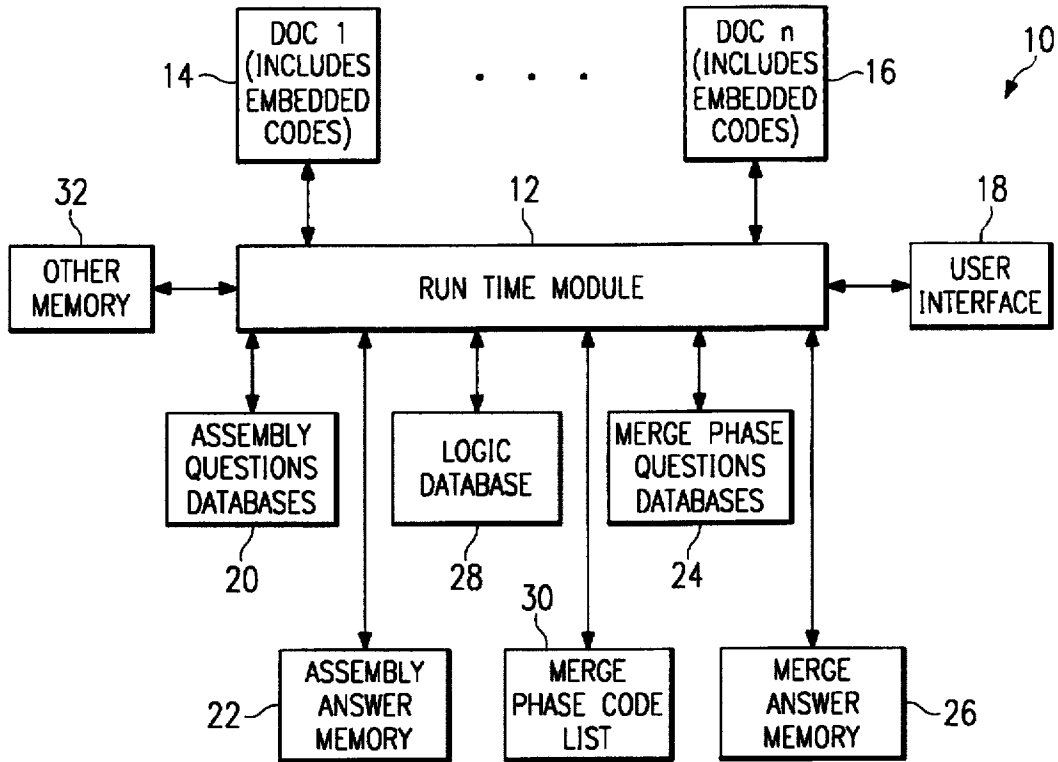 DOC 1
(INCLUDES
EMBEDDED
CODES)
14
. . .
DOC n
(INCLUDES
EMBEDDED
CODES)
16
10
32
12
18
OTHER
MEMORY
RUN TIME MODULE
USER
INTERFACE
ASSEMBLY
QUESTIONS
DATABASES
LOGIC
DATABASE
MERGE PHASE
QUESTIONS
DATABASES
20
28
24
30
22
ASSEMBLY
ANSWER
MEMORY
MERGE
PHASE CODE
LIST
MERGE
ANSWER
MEMORY
26